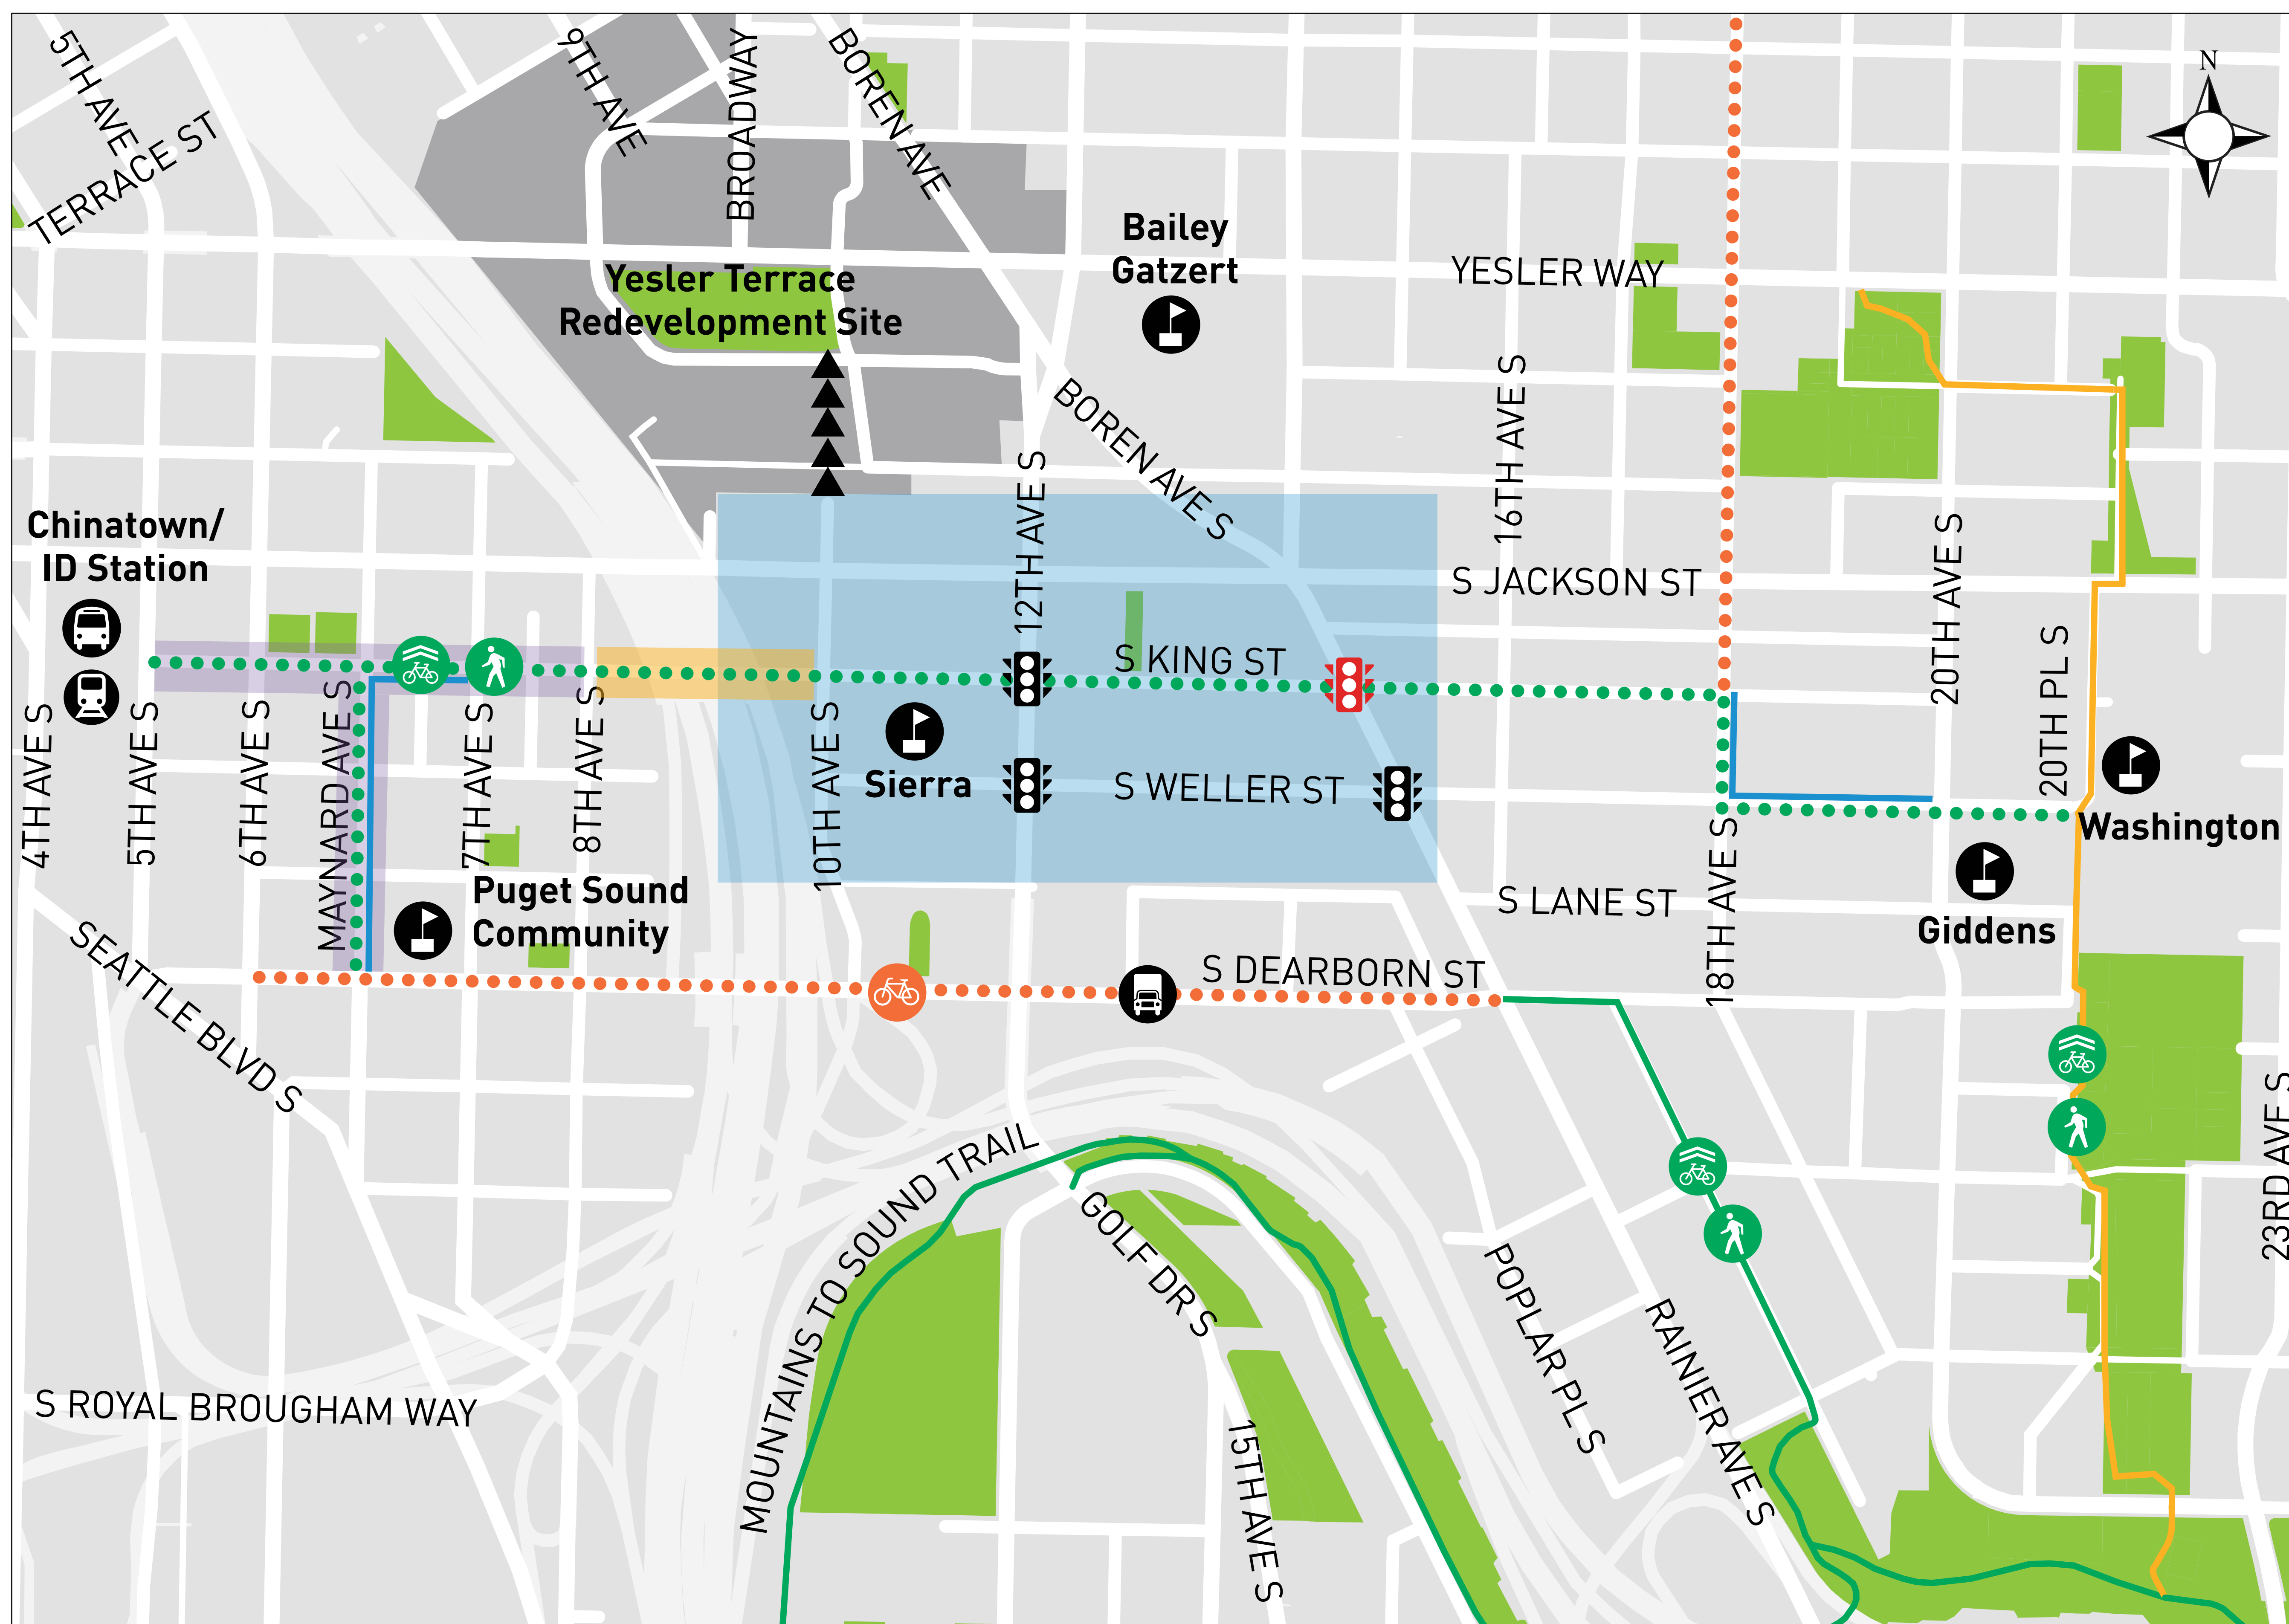 5TH AVE
TERRACE ST
9TH AVE
BROADWAY
BOREN AVE
N
Bailey
Gatzert
YESLER WAY
Yesler Terrace
Redevelopment Site
BOREN AVE S
16TH AVE S
12TH AVE S
Chinatown/
ID Station
S JACKSON ST
20TH AVE S
20TH PL S
S KING ST
4TH AVE S
5TH AVE S
6TH AVE S
MAYNARD AVE S
7TH AVE S
8TH AVE S
10TH AVE S
Sierra
S WELLER ST
18TH AVE S
Washington
Puget Sound
Community
S LANE ST
Giddens
SEATTLE BLVD S
S DEARBORN ST
23RD AVE S
MOUNTAINS TO SOUND TRAIL
GOLF DR S
POPLAR PL S
RAINIER AVE S
S ROYAL BROUGHAM WAY
15TH AVE S